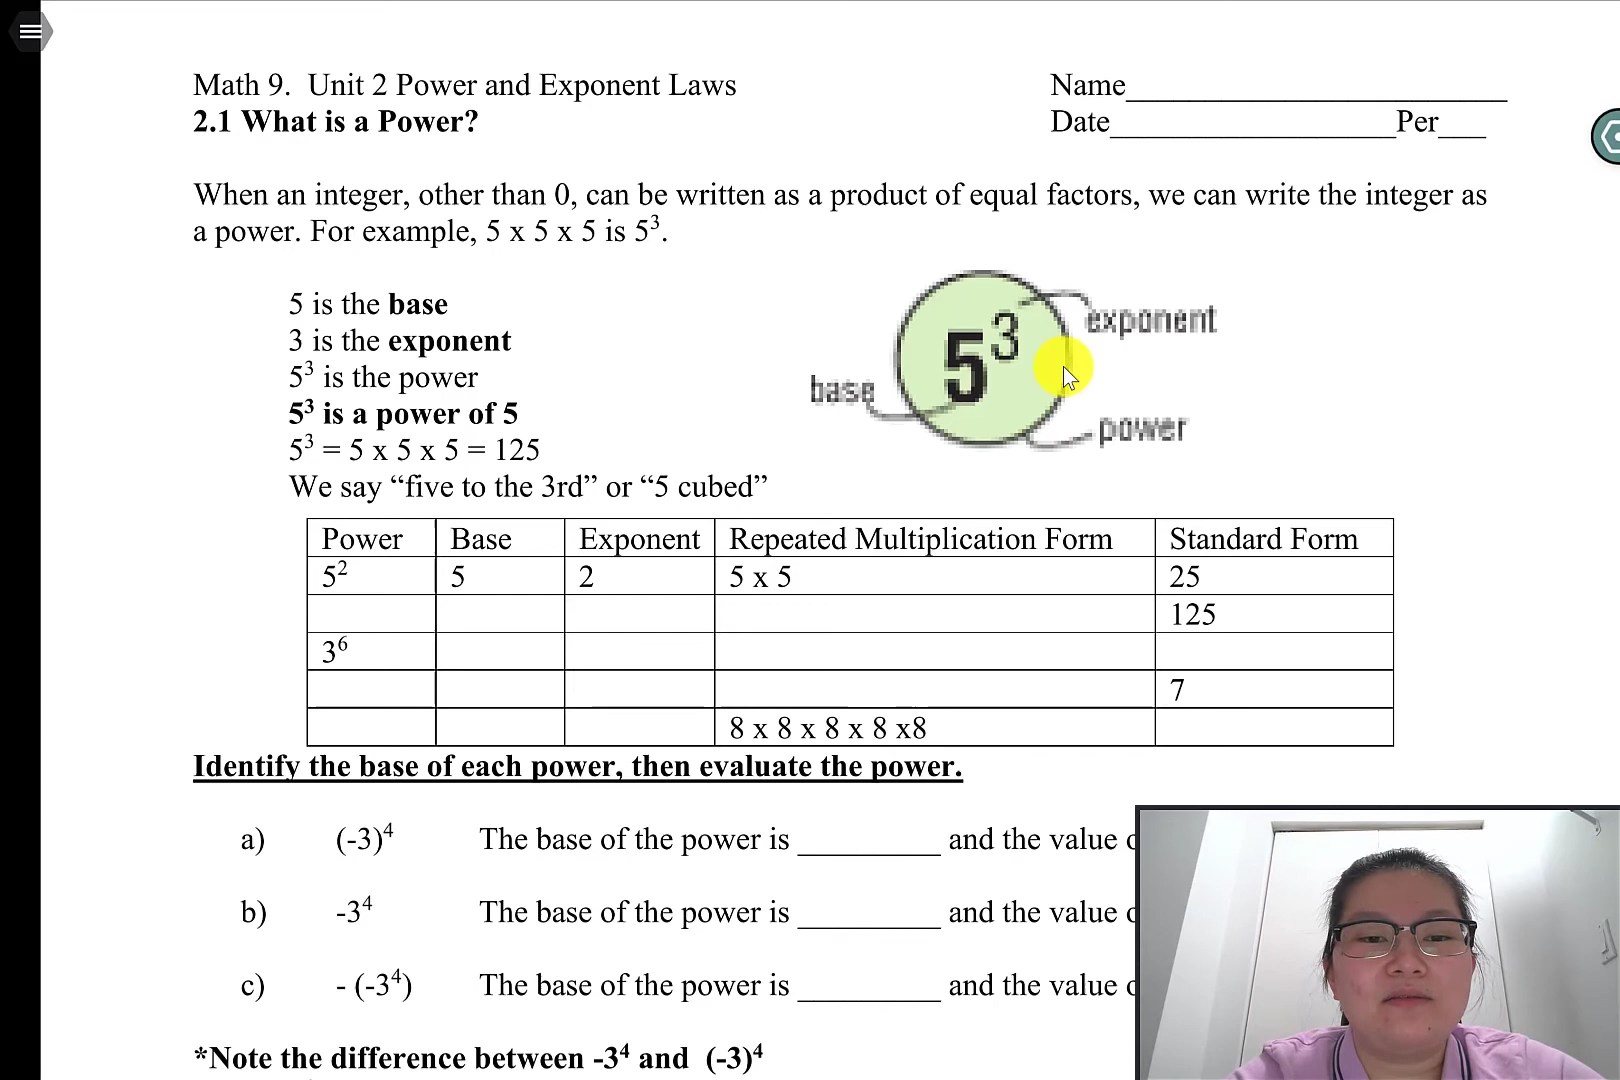 Math 9.  Unit 2 Power and Exponent Laws Name________________________
2.1 What is a Power? Date__________________Per___
When an integer, other than 0, can be written as a product of equal factors, we can write the integer as
a power. For example, 5 x 5 x 5 is 5³.
5 is the base
3 is the exponent
5³ is the power
5³ is a power of 5
5³ = 5 x 5 x 5 = 125
We say “five to the 3rd” or “5 cubed”
5³
exponent
base
power
Power Base Exponent Repeated Multiplication Form Standard Form
5² 5 2 5 x 5 25
125
3⁶
7
8 x 8 x 8 x 8 x8
Identify the base of each power, then evaluate the power.
a) (-3)⁴ The base of the power is _________ and the value
b) -3⁴ The base of the power is _________ and the value
c) - (-3⁴) The base of the power is _________ and the value
*Note the difference between -3⁴ and  (-3)⁴